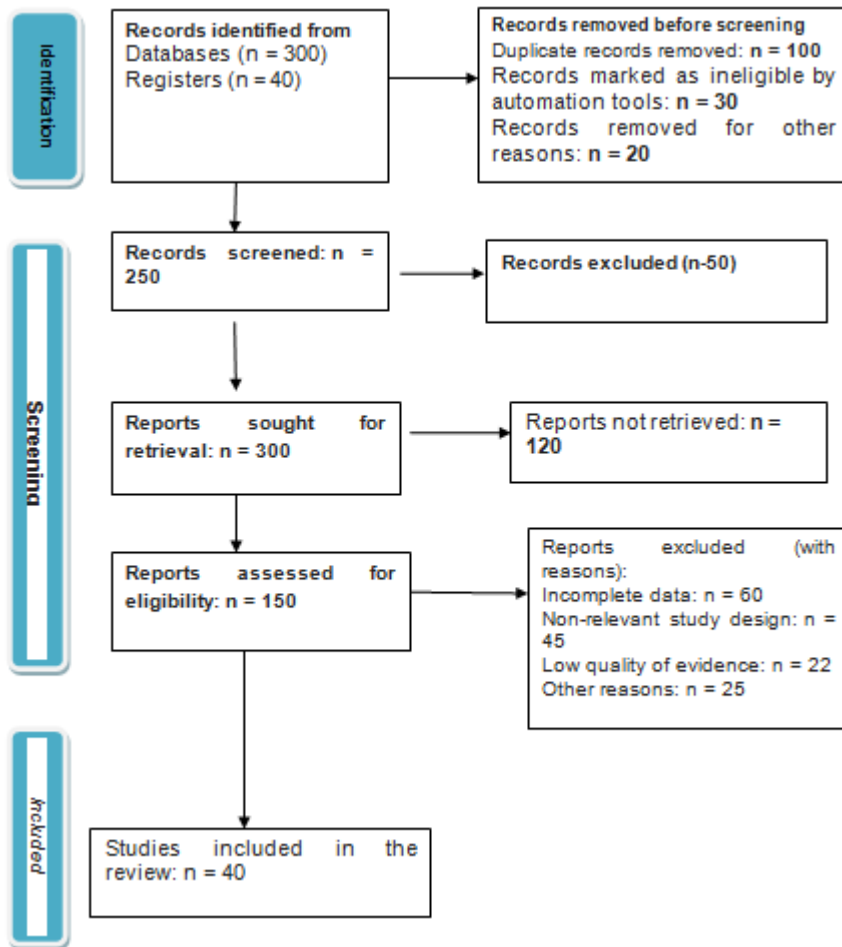 Identification
Records identified from
Databases (n = 300)
Registers (n = 40)
Records removed before screening
Duplicate records removed: n = 100
Records marked as ineligible by
automation tools: n = 30
Records removed for other
reasons: n = 20
Screening
Records screened: n =
250
Records excluded (n-50)
Reports sought for
retrieval: n = 300
Reports not retrieved: n =
120
Reports assessed for
eligibility: n = 150
Reports excluded (with
reasons):
Incomplete data: n = 60
Non-relevant study design: n =
45
Low quality of evidence: n = 22
Other reasons: n = 25
Included
Studies included in the
review: n = 40